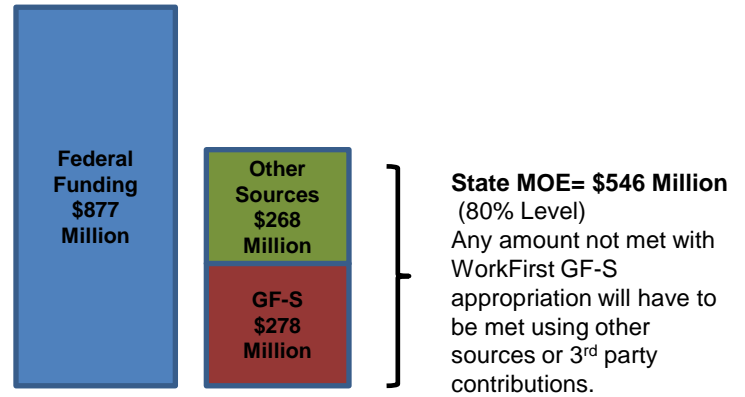 Federal
Funding
$877
Million
Other
Sources
$268
Million
GF-S
$278
Million
State MOE= $546 Million
(80% Level)
Any amount not met with
WorkFirst GF-S
appropriation will have to
be met using other
sources or 3rd party
contributions.